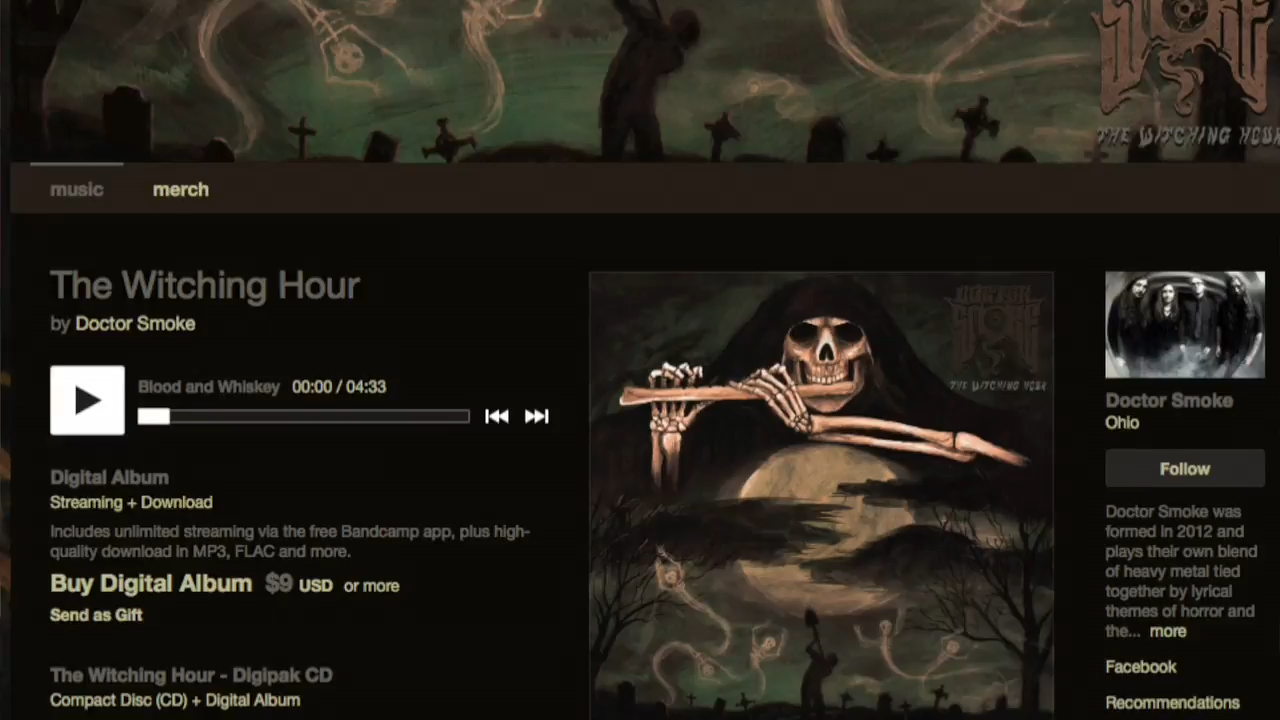 THE WITCHING HOUR
music merch
The Witching Hour
by Doctor Smoke
Blood and Whiskey 00:00 / 04:33
Digital Album
Streaming + Download
Includes unlimited streaming via the free Bandcamp app, plus high-
quality download in MP3, FLAC and more.
Buy Digital Album $9 USD or more
Send as Gift
The Witching Hour - Digipak CD
Compact Disc (CD) + Digital Album
DOCTOR
SMOKE
THE WITCHING HOUR
Doctor Smoke
Ohio
Follow
Doctor Smoke was
formed in 2012 and
plays their own blend
of heavy metal tied
together by lyrical
themes of horror and
the... more
Facebook
Recommendations